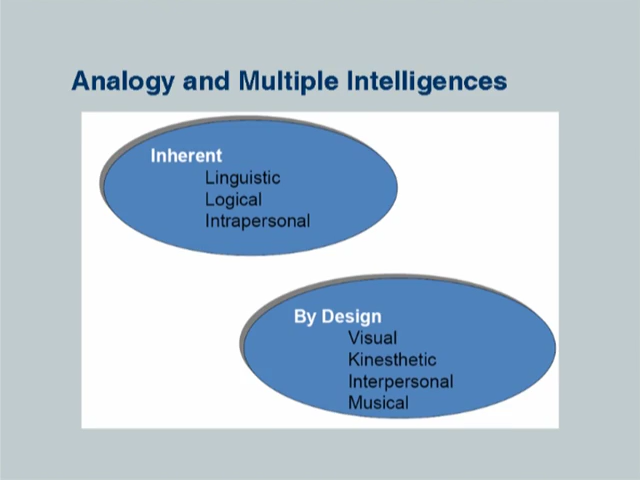 Analogy and Multiple Intelligences
Inherent
Linguistic
Logical
Intrapersonal
By Design
Visual
Kinesthetic
Interpersonal
Musical